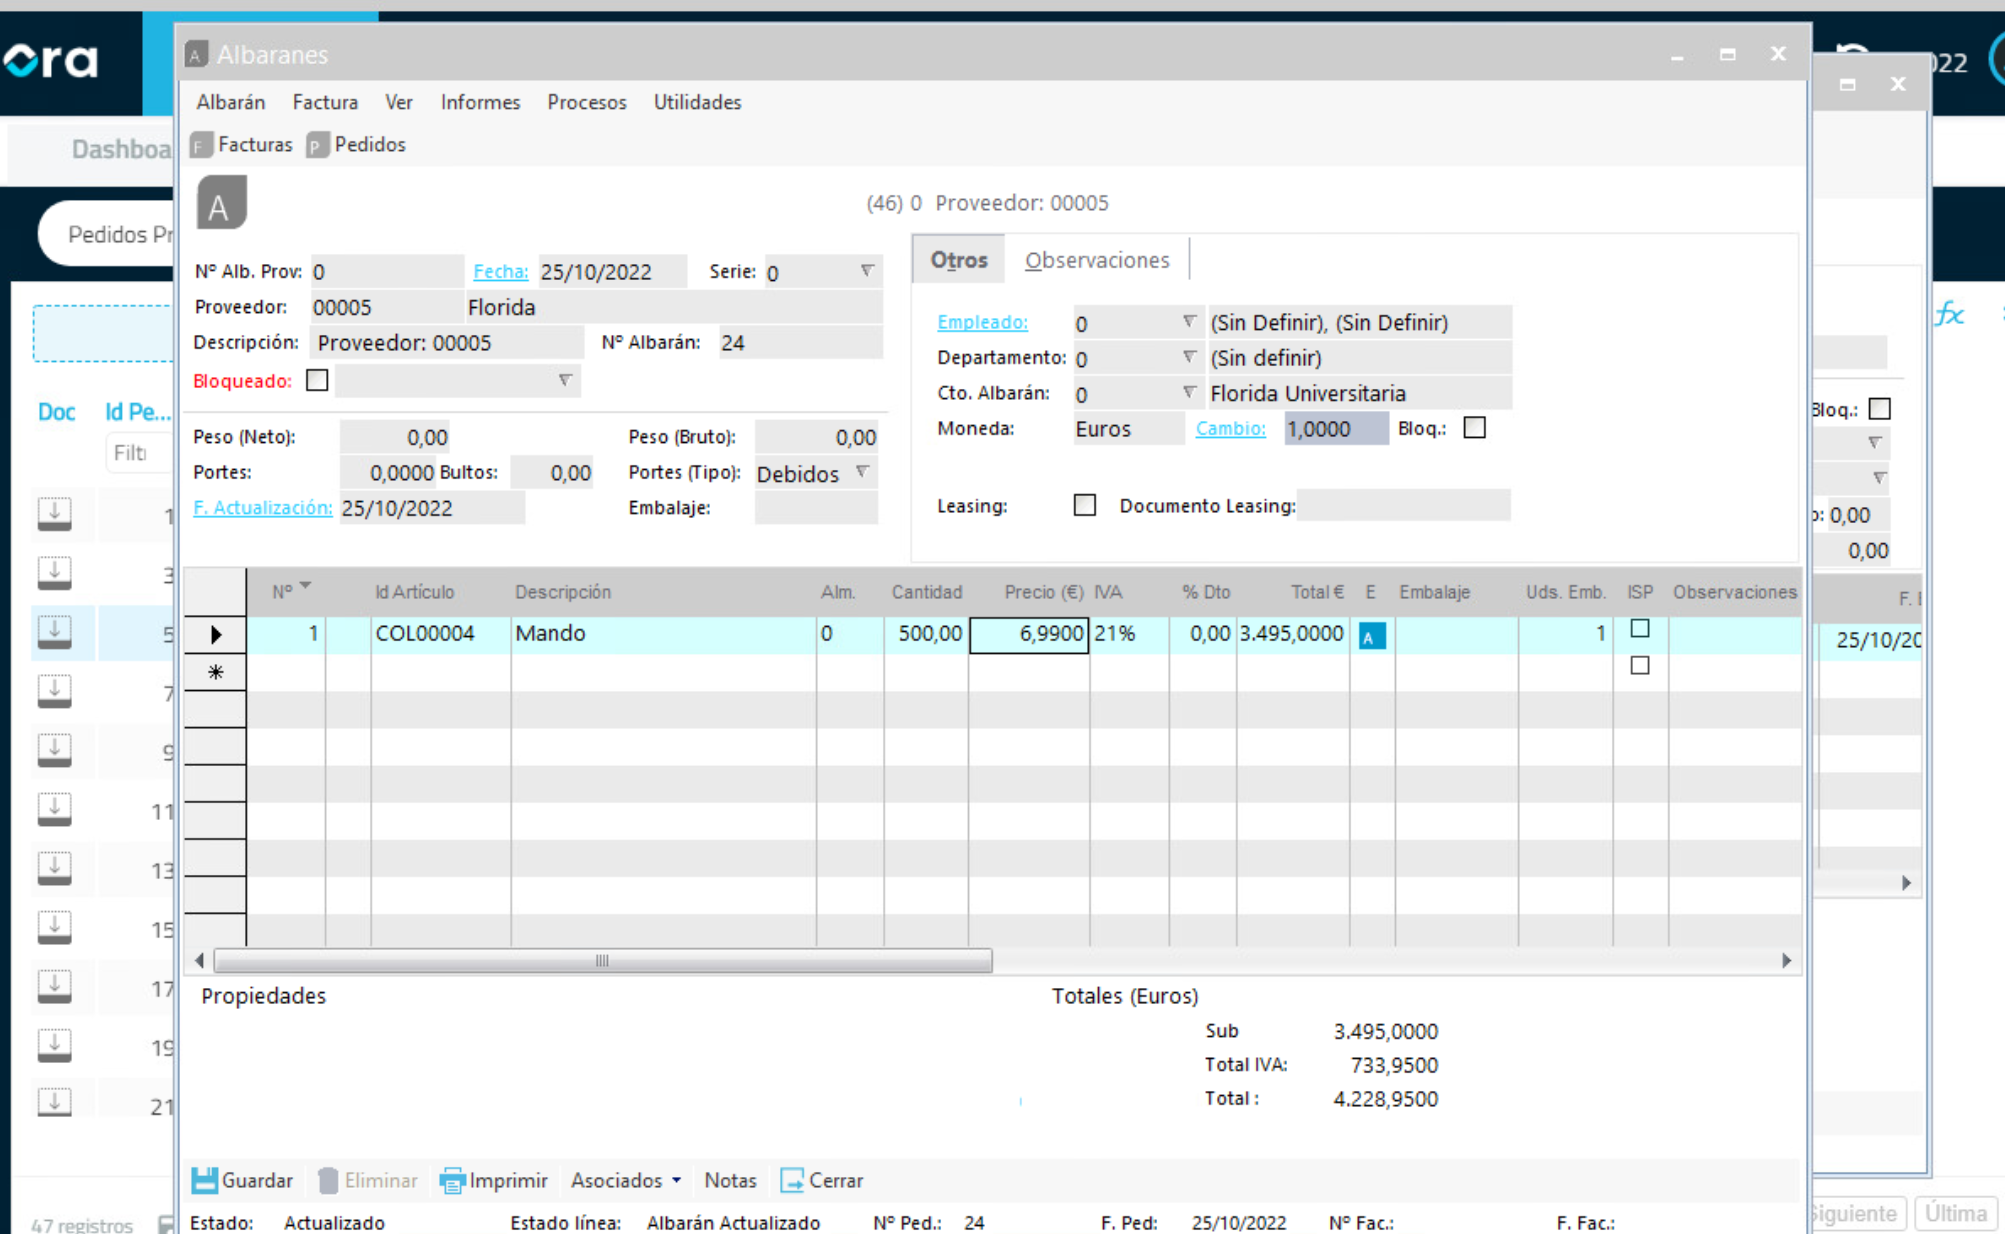 ora
Albaranes
022
Albarán Factura Ver Informes Procesos Utilidades
Dashboa
F Facturas P Pedidos
A
(46) 0 Proveedor: 00005
Pedidos Pr
Otros Observaciones
Nº Alb. Prov: 0 Fecha: 25/10/2022 Serie: 0
Proveedor: 00005 Florida
Descripción: Proveedor: 00005 Nº Albarán: 24
Bloqueado:
Empleado: 0 (Sin Definir), (Sin Definir)
Departamento: 0 (Sin definir)
Cto. Albarán: 0 Florida Universitaria
Moneda: Euros Cambio: 1,0000 Bloq.:
Leasing: Documento Leasing:
Peso (Neto): 0,00 Peso (Bruto): 0,00
Portes: 0,0000 Bultos: 0,00 Portes (Tipo): Debidos
F. Actualización: 25/10/2022 Embalaje:
fx
Bloq.:
0,00
0,00
F.
25/10/20
Doc Id Pe...
Filt
1
3
5
7
9
11
13
15
17
19
21
Nº Id Artículo Descripción Alm. Cantidad Precio (€) IVA % Dto Total € E Embalaje Uds. Emb. ISP Observaciones
1 COL00004 Mando 0 500,00 6,9900 21% 0,00 3.495,0000 A 1
Propiedades Totales (Euros)
Sub 3.495,0000
Total IVA: 733,9500
Total : 4.228,9500
Guardar Eliminar Imprimir Asociados Notas Cerrar
47 registros
Estado: Actualizado Estado línea: Albarán Actualizado Nº Ped.: 24 F. Ped: 25/10/2022 Nº Fac.: F. Fac.:
Siguiente Última